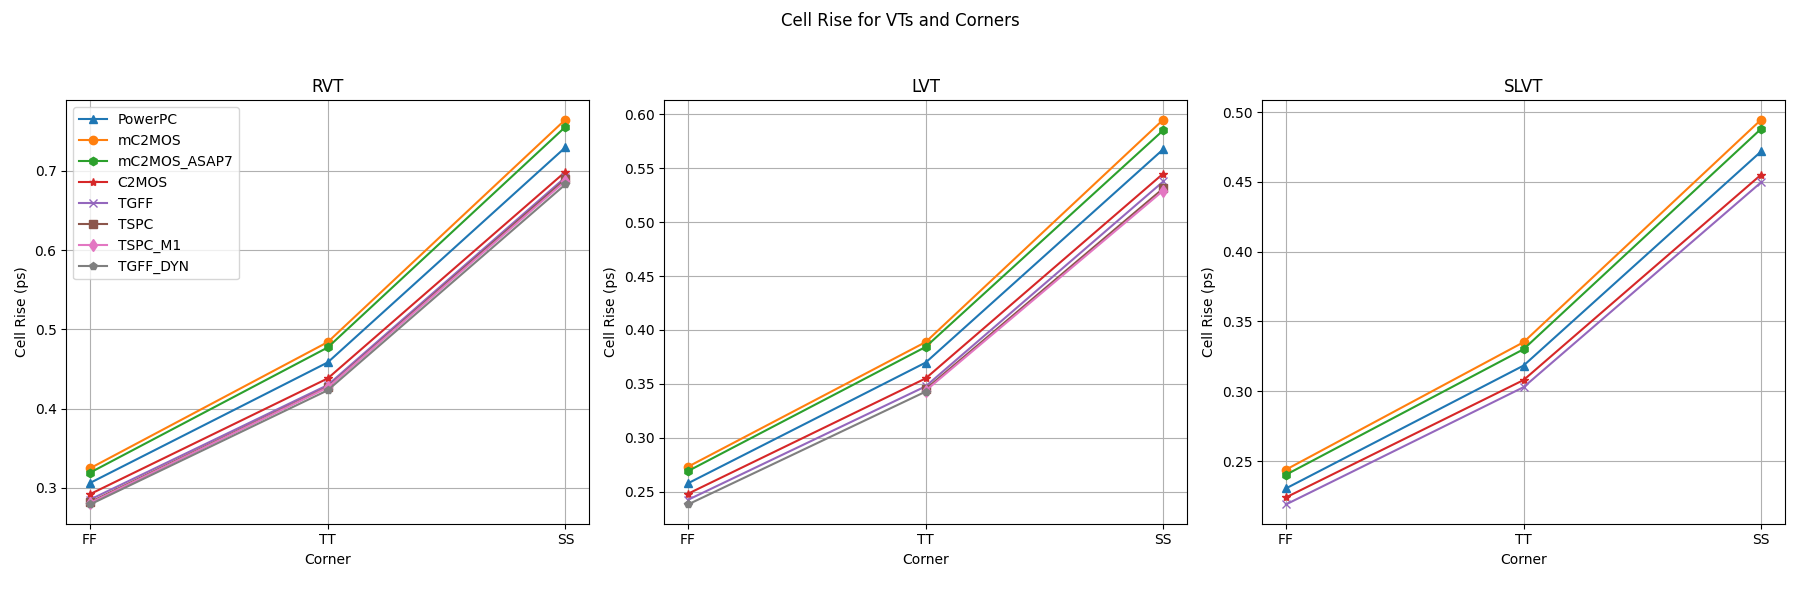 Cell Rise for VTs and Corners
RVT
PowerPC
mC2MOS
mC2MOS_ASAP7
C2MOS
TGFF
TSPC
TSPC_M1
TGFF_DYN
0.7
0.6
0.5
0.4
0.3
Cell Rise (ps)
FF TT SS
Corner
LVT
0.60
0.55
0.50
0.45
0.40
0.35
0.30
0.25
Cell Rise (ps)
FF TT SS
Corner
SLVT
0.50
0.45
0.40
0.35
0.30
0.25
Cell Rise (ps)
FF TT SS
Corner